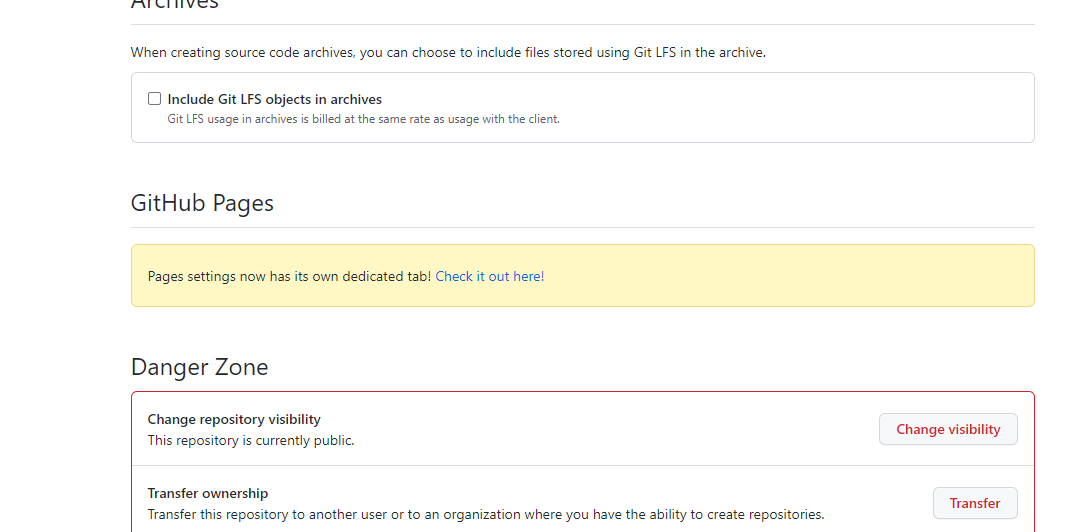 Archives
When creating source code archives, you can choose to include files stored using Git LFS in the archive.
Include Git LFS objects in archives
Git LFS usage in archives is billed at the same rate as usage with the client.
GitHub Pages
Pages settings now has its own dedicated tab! Check it out here!
Danger Zone
Change repository visibility
This repository is currently public.
Change visibility
Transfer ownership
Transfer this repository to another user or to an organization where you have the ability to create repositories.
Transfer